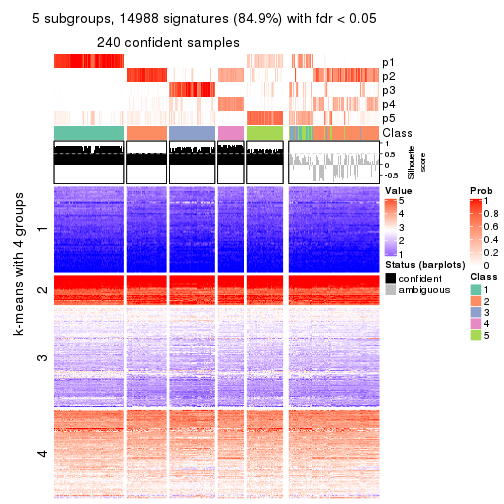 5 subgroups, 14988 signatures (84.9%) with fdr < 0.05
240 confident samples
p1
p2
p3
p4
p5
Class
1
0.5
0
-0.5
Silhouette
score
k-means with 4 groups
1
2
3
4
Value
5
4
3
2
1
Status (barplots)
confident
ambiguous
Prob
1
0.8
0.6
0.4
0.2
0
Class
1
2
3
4
5